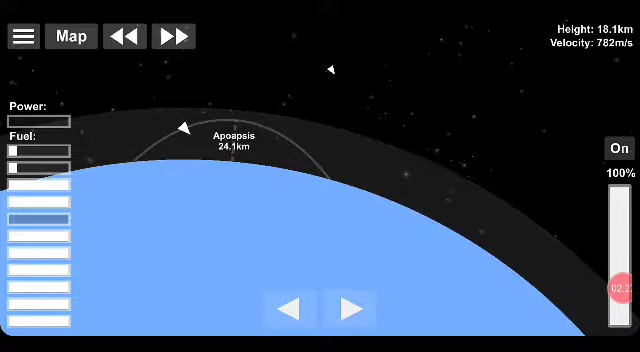 Height: 18.1km
Velocity: 782m/s
Map
Power:
Fuel:
Apoapsis
24.1km
On
100%